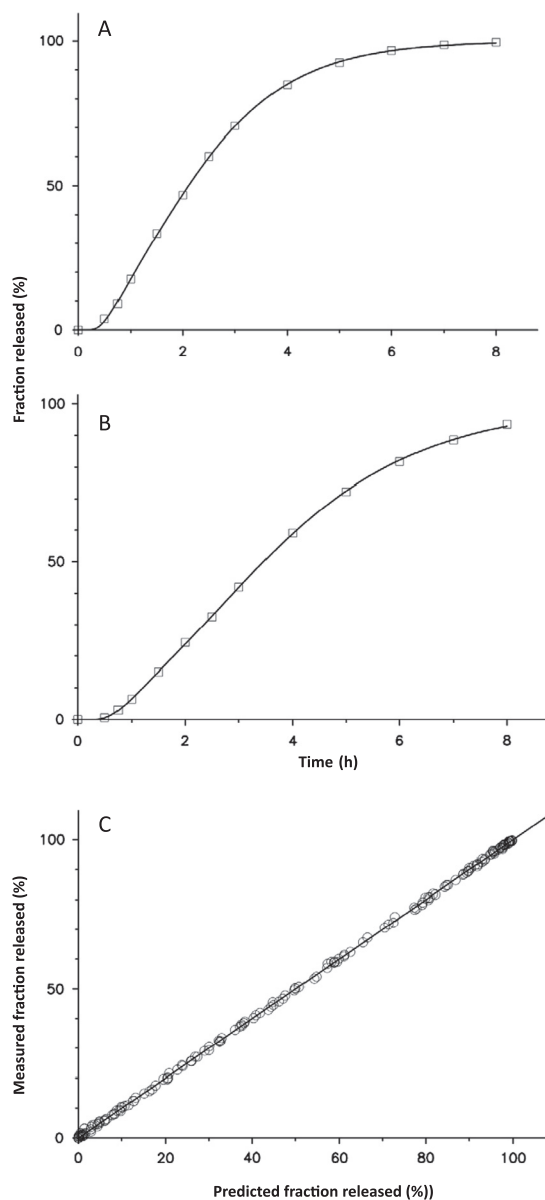 A
100
50
0
0 2 4 6 8
Fraction released (%)
B
100
50
0
0 2 4 6 8
Time (h)
C
100
50
0
0 20 40 60 80 100
Measured fraction released (%)
Predicted fraction released (%))